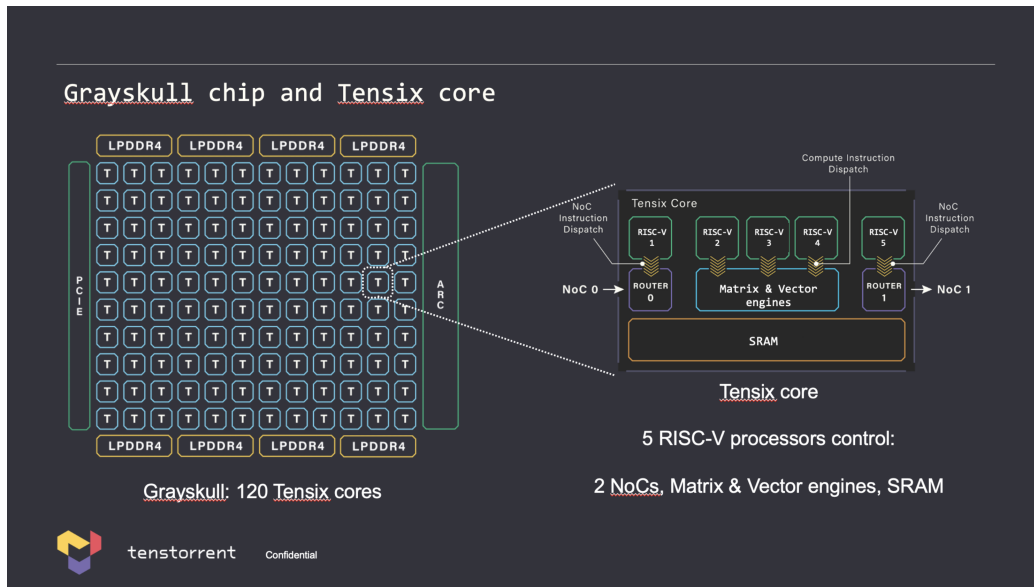 Grayskull chip and Tensix core
LPDDR4 LPDDR4 LPDDR4 LPDDR4
PCIE
T T T T T T T T T T T T
T T T T T T T T T T T T
T T T T T T T T T T T T
T T T T T T T T T T T T
T T T T T T T T T T T T
T T T T T T T T T T T T
T T T T T T T T T T T T
T T T T T T T T T T T T
T T T T T T T T T T T T
T T T T T T T T T T T T
ARC
LPDDR4 LPDDR4 LPDDR4 LPDDR4
Grayskull: 120 Tensix cores
Compute Instruction
Dispatch
Tensix Core
NoC
Instruction
Dispatch
RISC-V
1
RISC-V
2
RISC-V
3
RISC-V
4
RISC-V
5
NoC
Instruction
Dispatch
NoC 0
ROUTER
0
Matrix & Vector
engines
ROUTER
1
NoC 1
SRAM
Tensix core
5 RISC-V processors control:
2 NoCs, Matrix & Vector engines, SRAM
tenstorrent
Confidential